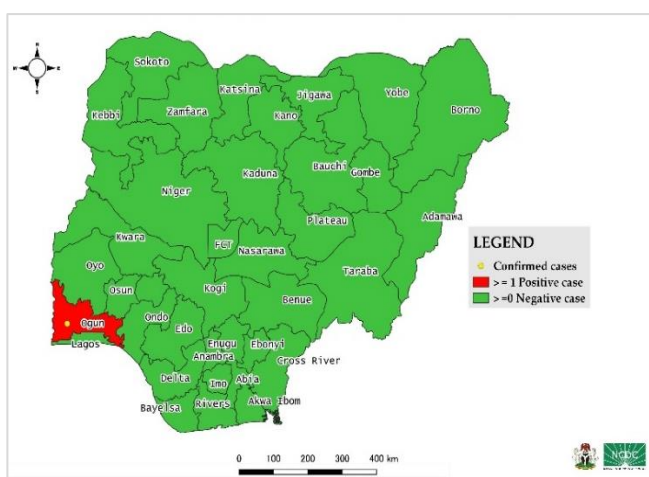 N
W E
S
Sokoto
Katsina
Jigawa
Yobe
Kebbi
Zamfara
Kano
Borno
Bauchi
Gombe
Kaduna
Niger
Adamawa
Plateau
Kwara
FCT
Nasarawa
Oyo
Taraba
Osun
Kogi
Benue
Ogun
Ondo
Edo
Lagos
Enugu
Ebonyi
Anambra
Cross River
Delta
Imo
Abia
Bayelsa
Rivers
Akwa Ibom
LEGEND
Confirmed cases
>= 1 Positive case
>=0 Negative case
0 100 200 300 400 km
NCDC